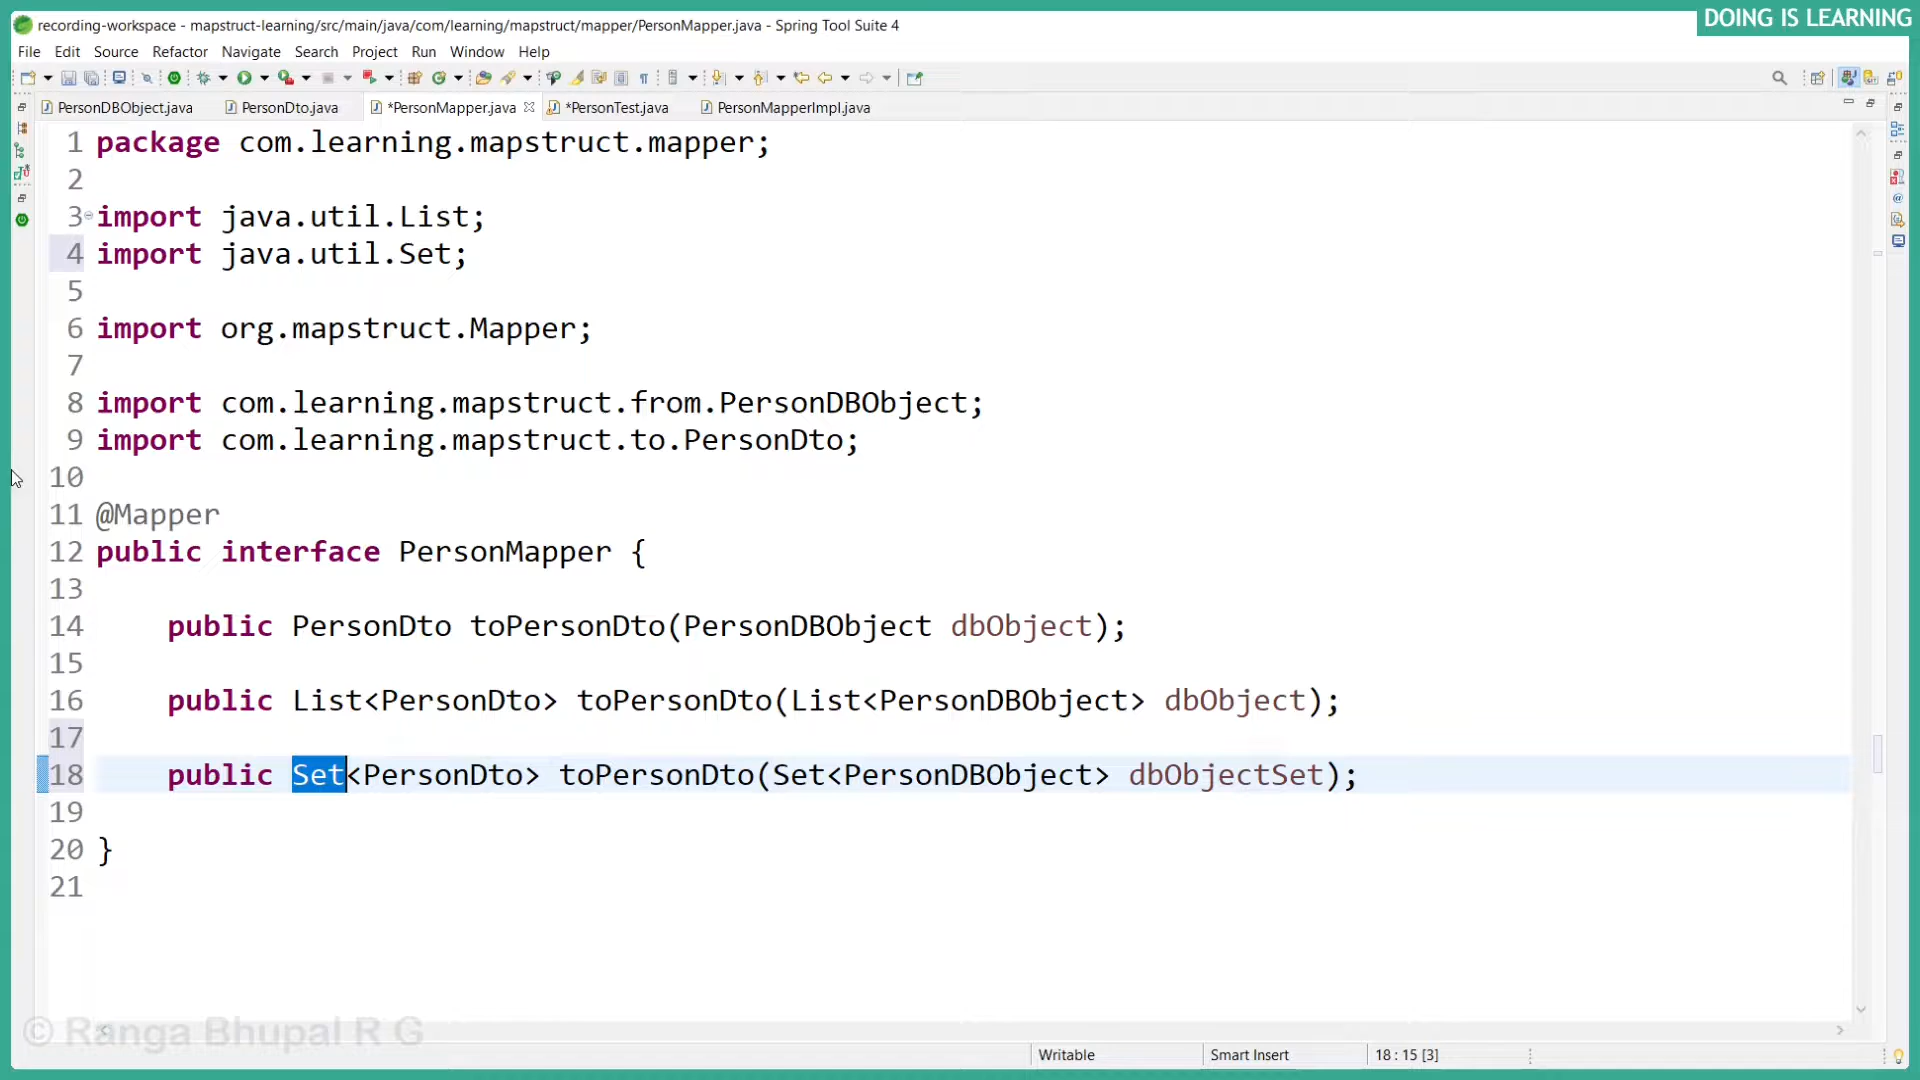 DOING IS LEARNING
recording-workspace - mapstruct-learning/src/main/java/com/learning/mapstruct/mapper/PersonMapper.java - Spring Tool Suite 4
File Edit Source Refactor Navigate Search Project Run Window Help
PersonDBObject.java PersonDto.java *PersonMapper.java *PersonTest.java PersonMapperImpl.java
1 package com.learning.mapstruct.mapper;
2
3 import java.util.List;
4 import java.util.Set;
5
6 import org.mapstruct.Mapper;
7
8 import com.learning.mapstruct.from.PersonDBObject;
9 import com.learning.mapstruct.to.PersonDto;
10
11 @Mapper
12 public interface PersonMapper {
13
14 public PersonDto toPersonDto(PersonDBObject dbObject);
15
16 public List<PersonDto> toPersonDto(List<PersonDBObject> dbObject);
17
18 public Set<PersonDto> toPersonDto(Set<PersonDBObject> dbObjectSet);
19
20 }
21
© Ranga Bhupal R G
Writable Smart Insert 18 : 15 [3]